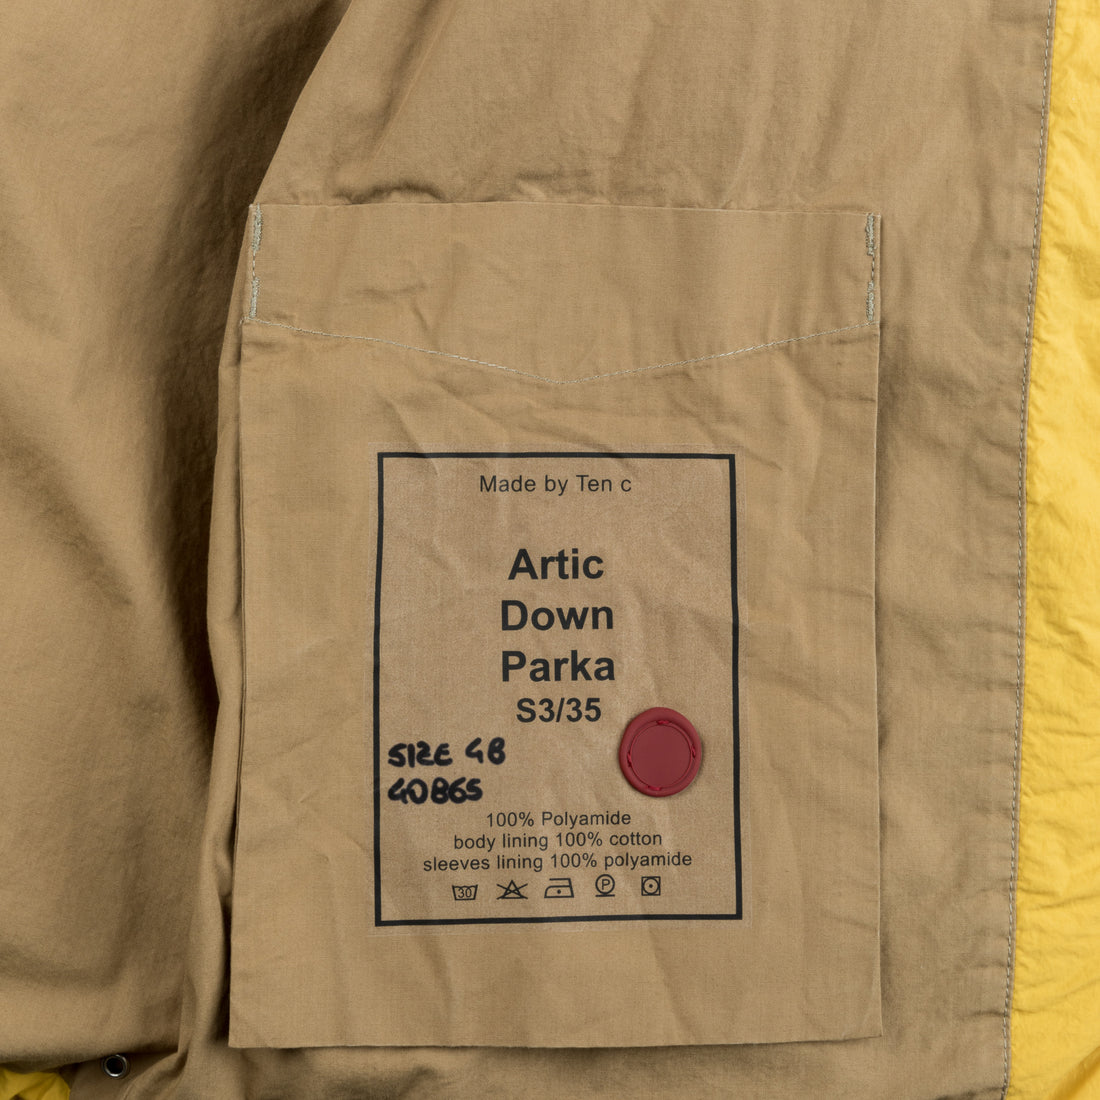 Made by Ten c
Artic
Down
Parka
S3/35
SIZE 48
40865
100% Polyamide
body lining 100% cotton
sleeves lining 100% polyamide
30 P